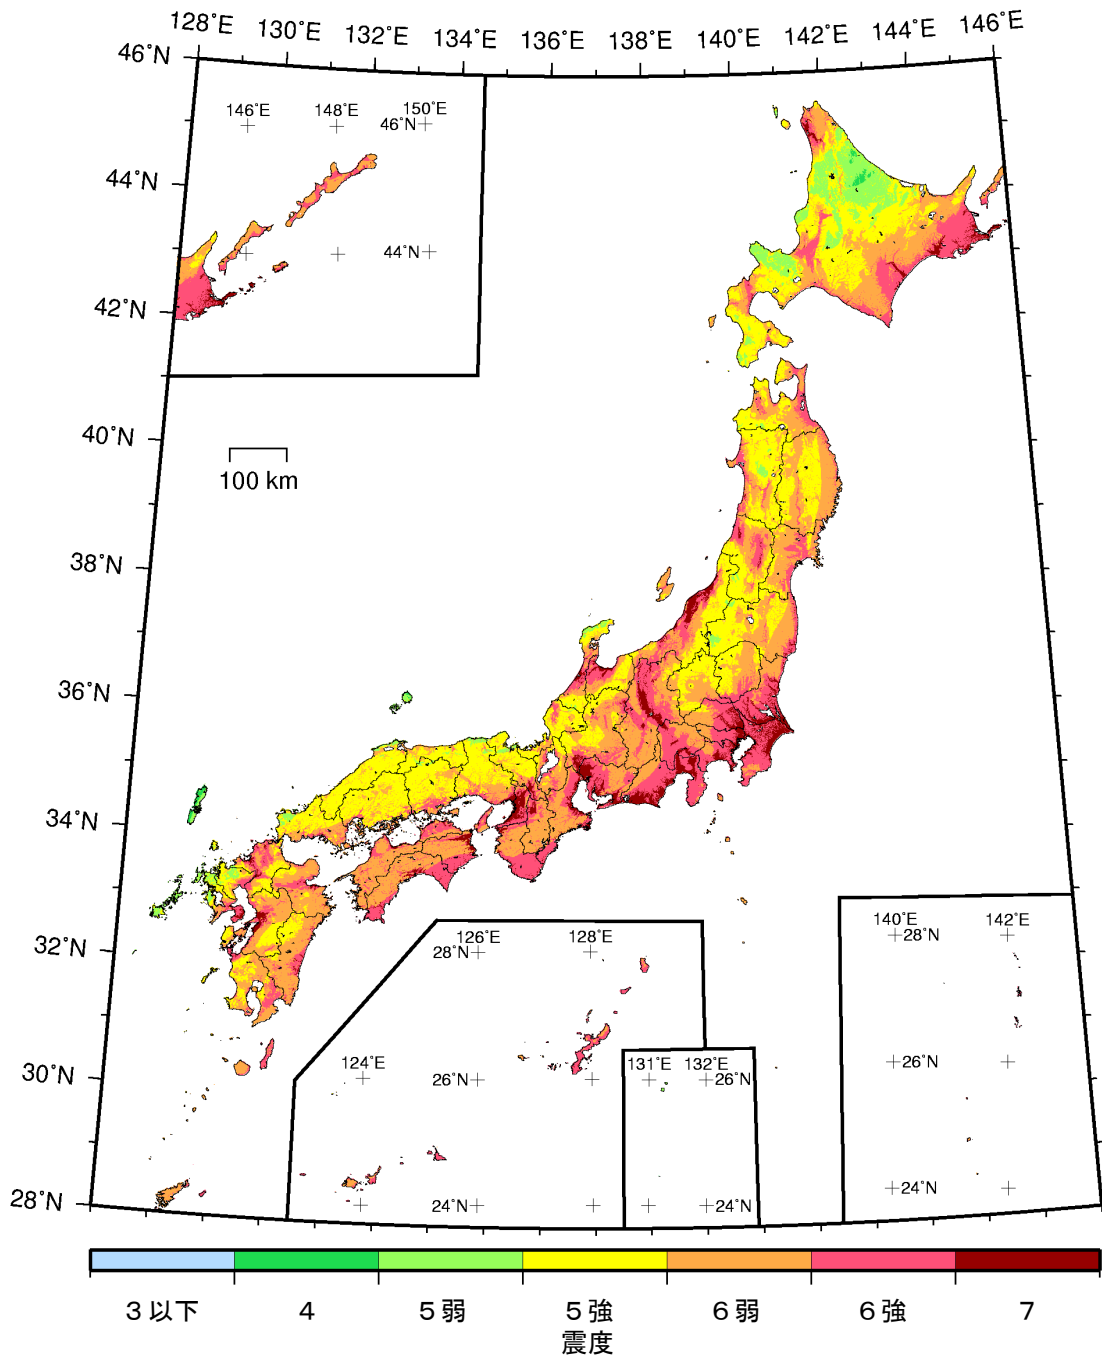 128°E 130°E 132°E 134°E 136°E 138°E 140°E 142°E 144°E 146°E
46°N
146°E 148°E 150°E
46°N
44°N
44°N
42°N
40°N
100 km
38°N
36°N
34°N
32°N
126°E 128°E
28°N
140°E 142°E
28°N
124°E
26°N
131°E 132°E
26°N
26°N
30°N
24°N
24°N
24°N
28°N
3以下 4 5弱 5強 6弱 6強 7
震度